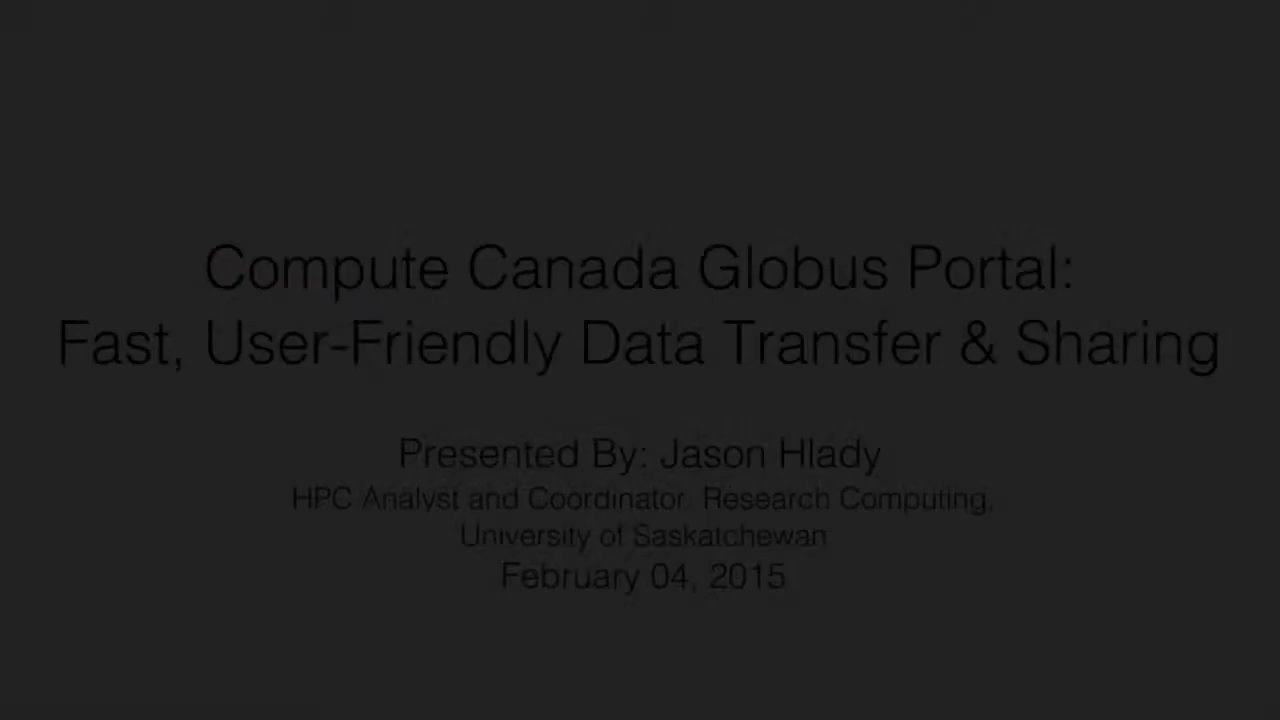 Compute Canada Globus Portal:
Fast, User-Friendly Data Transfer & Sharing
Presented By: Jason Hlady
HPC Analyst and Coordinator, Research Computing,
University of Saskatchewan
February 04, 2015